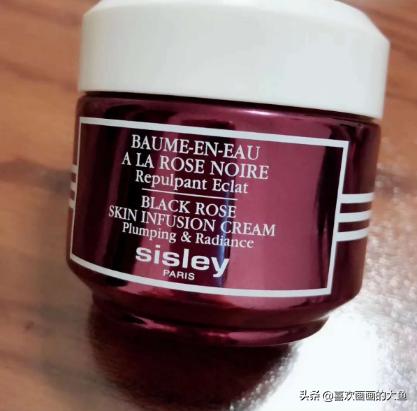 BAUME-EN-EAU
A LA ROSE NOIRE
Repulpant Eclat
BLACK ROSE
SKIN INFUSION CREAM
Plumping & Radiance
sisley
PARIS
头条 @喜欢画画的大鱼